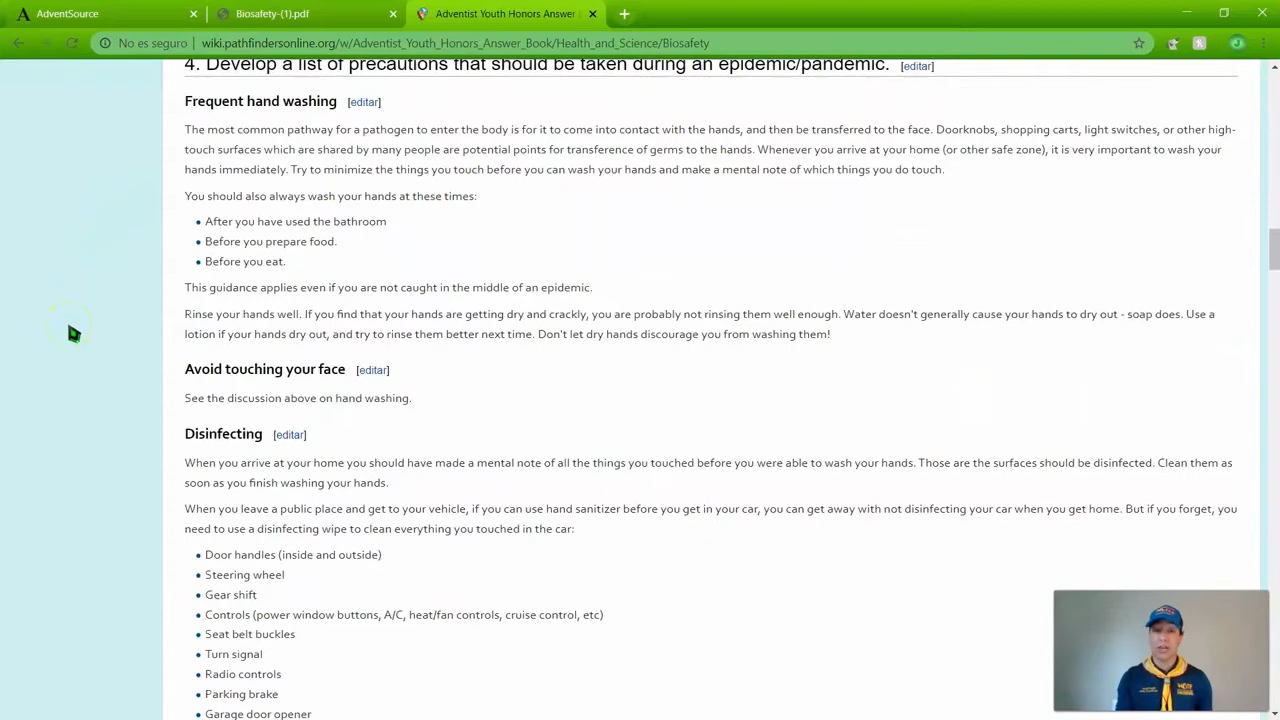 AdventSource
Biosafety-(1).pdf
Adventist Youth Honors Answer
No es seguro
wiki.pathfindersonline.org/w/Adventist_Youth_Honors_Answer_Book/Health_and_Science/Biosafety
4. Develop a list of precautions that should be taken during an epidemic/pandemic. [editar]
Frequent hand washing [editar]
The most common pathway for a pathogen to enter the body is for it to come into contact with the hands, and then be transferred to the face. Doorknobs, shopping carts, light switches, or other high-
touch surfaces which are shared by many people are potential points for transference of germs to the hands. Whenever you arrive at your home (or other safe zone), it is very important to wash your
hands immediately. Try to minimize the things you touch before you can wash your hands and make a mental note of which things you do touch.
You should also always wash your hands at these times:
• After you have used the bathroom
• Before you prepare food.
• Before you eat.
This guidance applies even if you are not caught in the middle of an epidemic.
Rinse your hands well. If you find that your hands are getting dry and crackly, you are probably not rinsing them well enough. Water doesn't generally cause your hands to dry out - soap does. Use a
lotion if your hands dry out, and try to rinse them better next time. Don't let dry hands discourage you from washing them!
Avoid touching your face [editar]
See the discussion above on hand washing.
Disinfecting [editar]
When you arrive at your home you should have made a mental note of all the things you touched before you were able to wash your hands. Those are the surfaces should be disinfected. Clean them as
soon as you finish washing your hands.
When you leave a public place and get to your vehicle, if you can use hand sanitizer before you get in your car, you can get away with not disinfecting your car when you get home. But if you forget, you
need to use a disinfecting wipe to clean everything you touched in the car:
• Door handles (inside and outside)
• Steering wheel
• Gear shift
• Controls (power window buttons, A/C, heat/fan controls, cruise control, etc)
• Seat belt buckles
• Turn signal
• Radio controls
• Parking brake
• Garage door opener